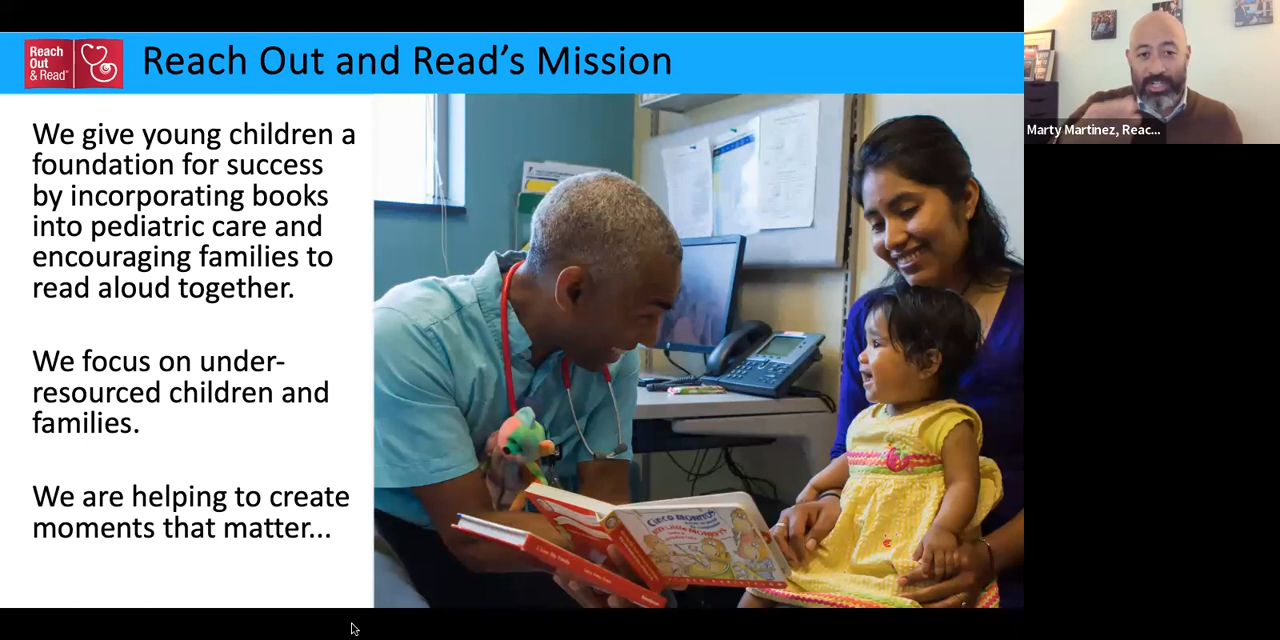 Reach
Out
& Read®
Reach Out and Read’s Mission
We give young children a
foundation for success
by incorporating books
into pediatric care and
encouraging families to
read aloud together.
We focus on under-
resourced children and
families.
We are helping to create
moments that matter...
Marty Martinez, Reac...